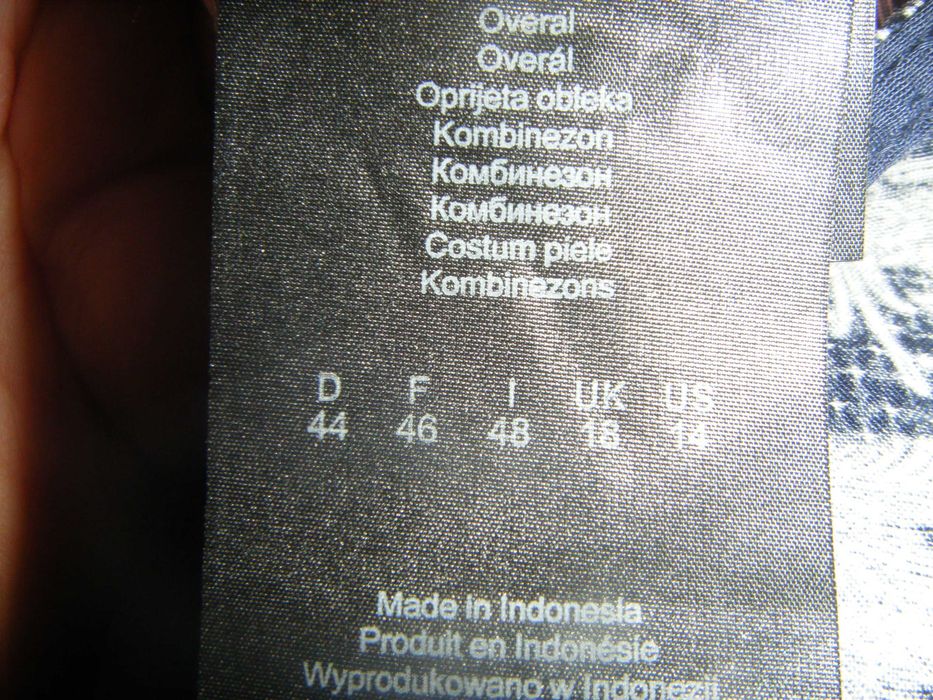 Overal
Overál
Oprijeta obleka
Kombinezon
Комбинезон
Комбинезон
Costum piele
Kombinezons
D F I UK US
44 46 48 18 14
Made in Indonesia
Produit en Indonésie
Wyprodukowano w Indonezji